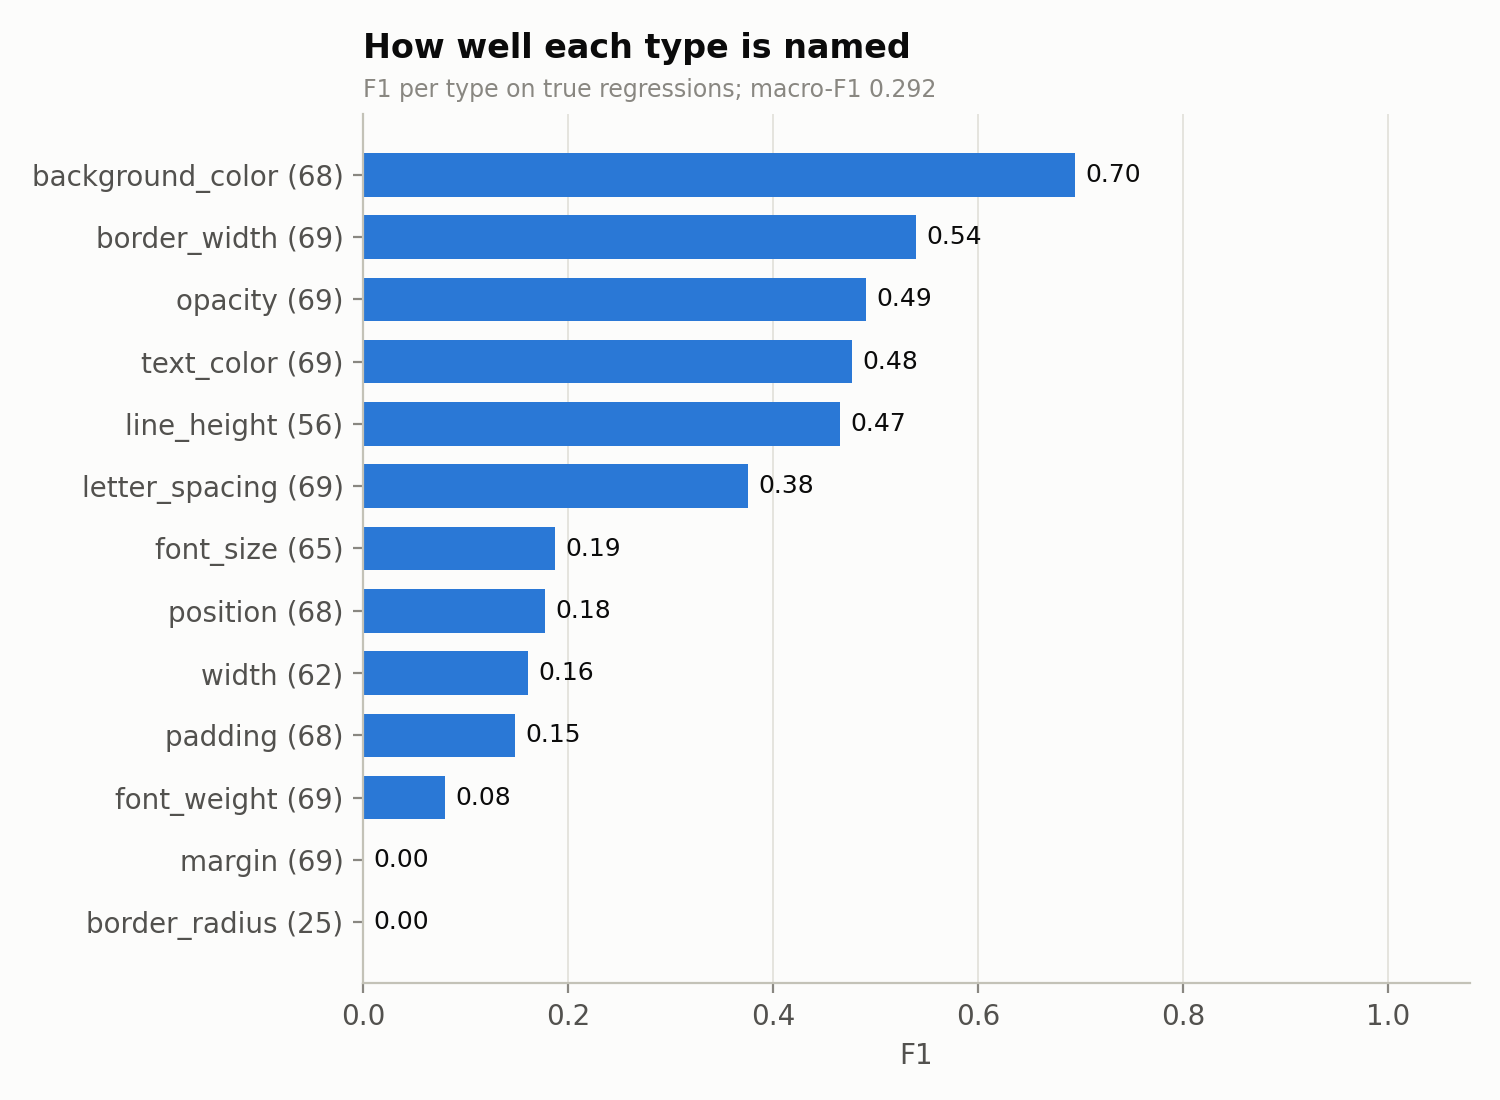 How well each type is named
F1 per type on true regressions; macro-F1 0.292
background_color (68) 0.70
border_width (69) 0.54
opacity (69) 0.49
text_color (69) 0.48
line_height (56) 0.47
letter_spacing (69) 0.38
font_size (65) 0.19
position (68) 0.18
width (62) 0.16
padding (68) 0.15
font_weight (69) 0.08
margin (69) 0.00
border_radius (25) 0.00
0.0 0.2 0.4 0.6 0.8 1.0
F1